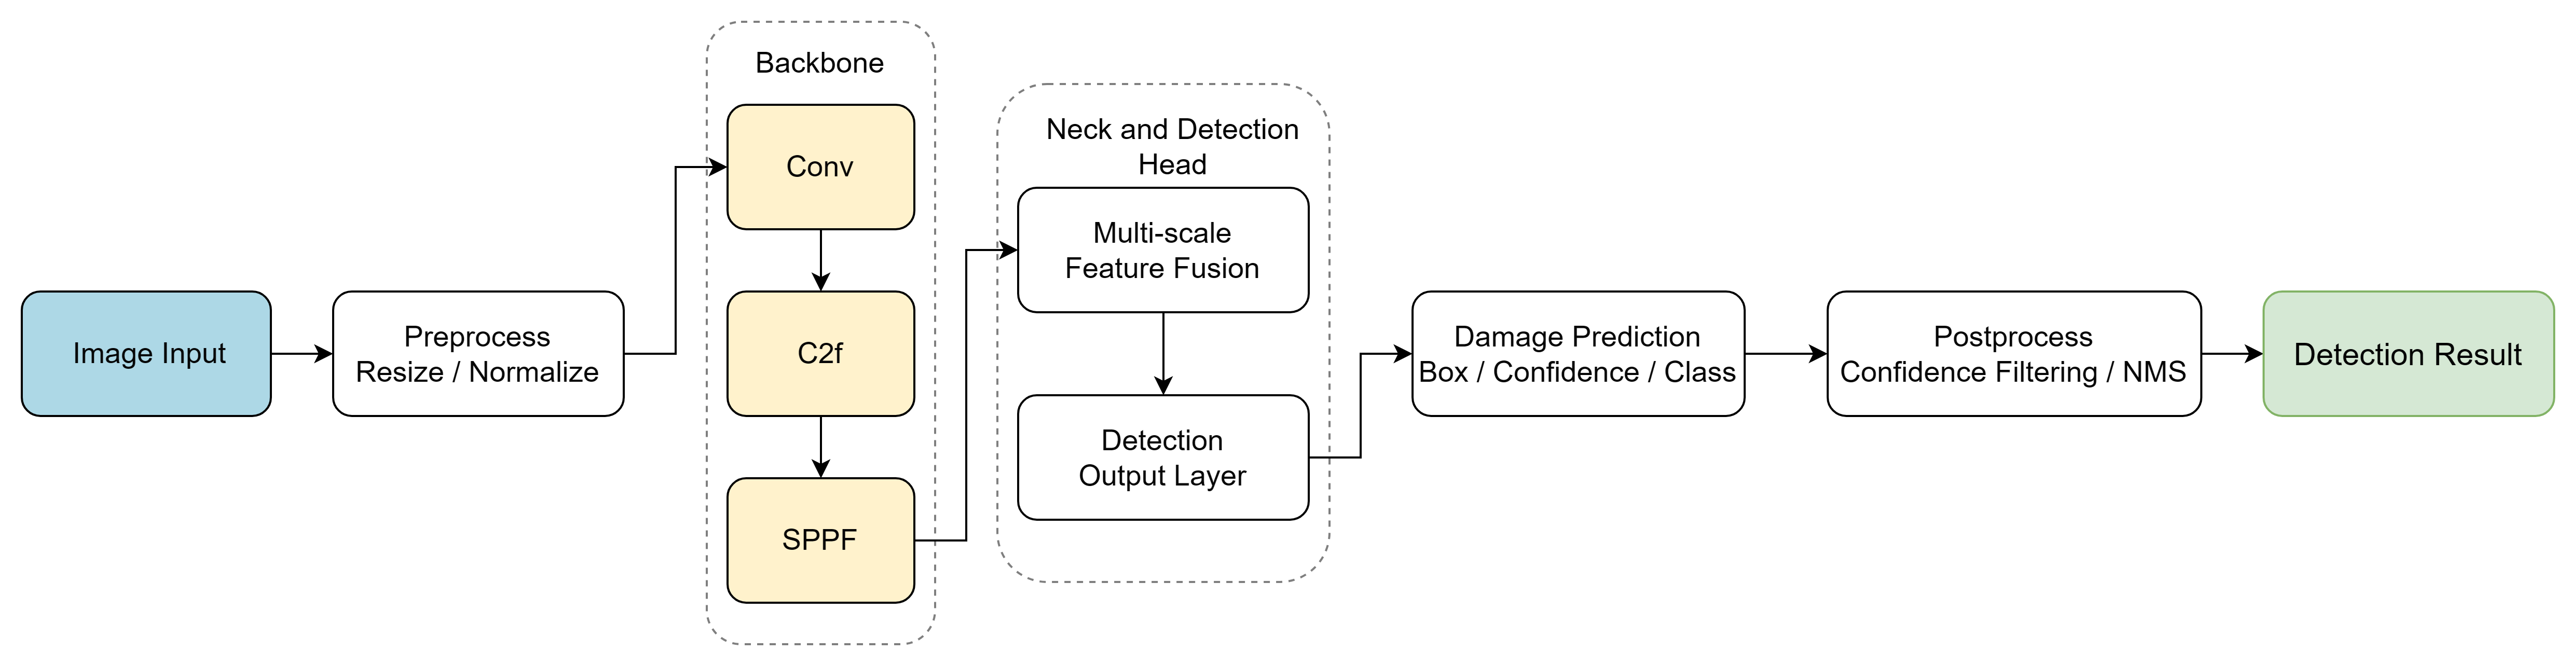 Image Input
Preprocess
Resize / Normalize
Backbone
Conv
C2f
SPPF
Neck and Detection
Head
Multi-scale
Feature Fusion
Detection
Output Layer
Damage Prediction
Box / Confidence / Class
Postprocess
Confidence Filtering / NMS
Detection Result